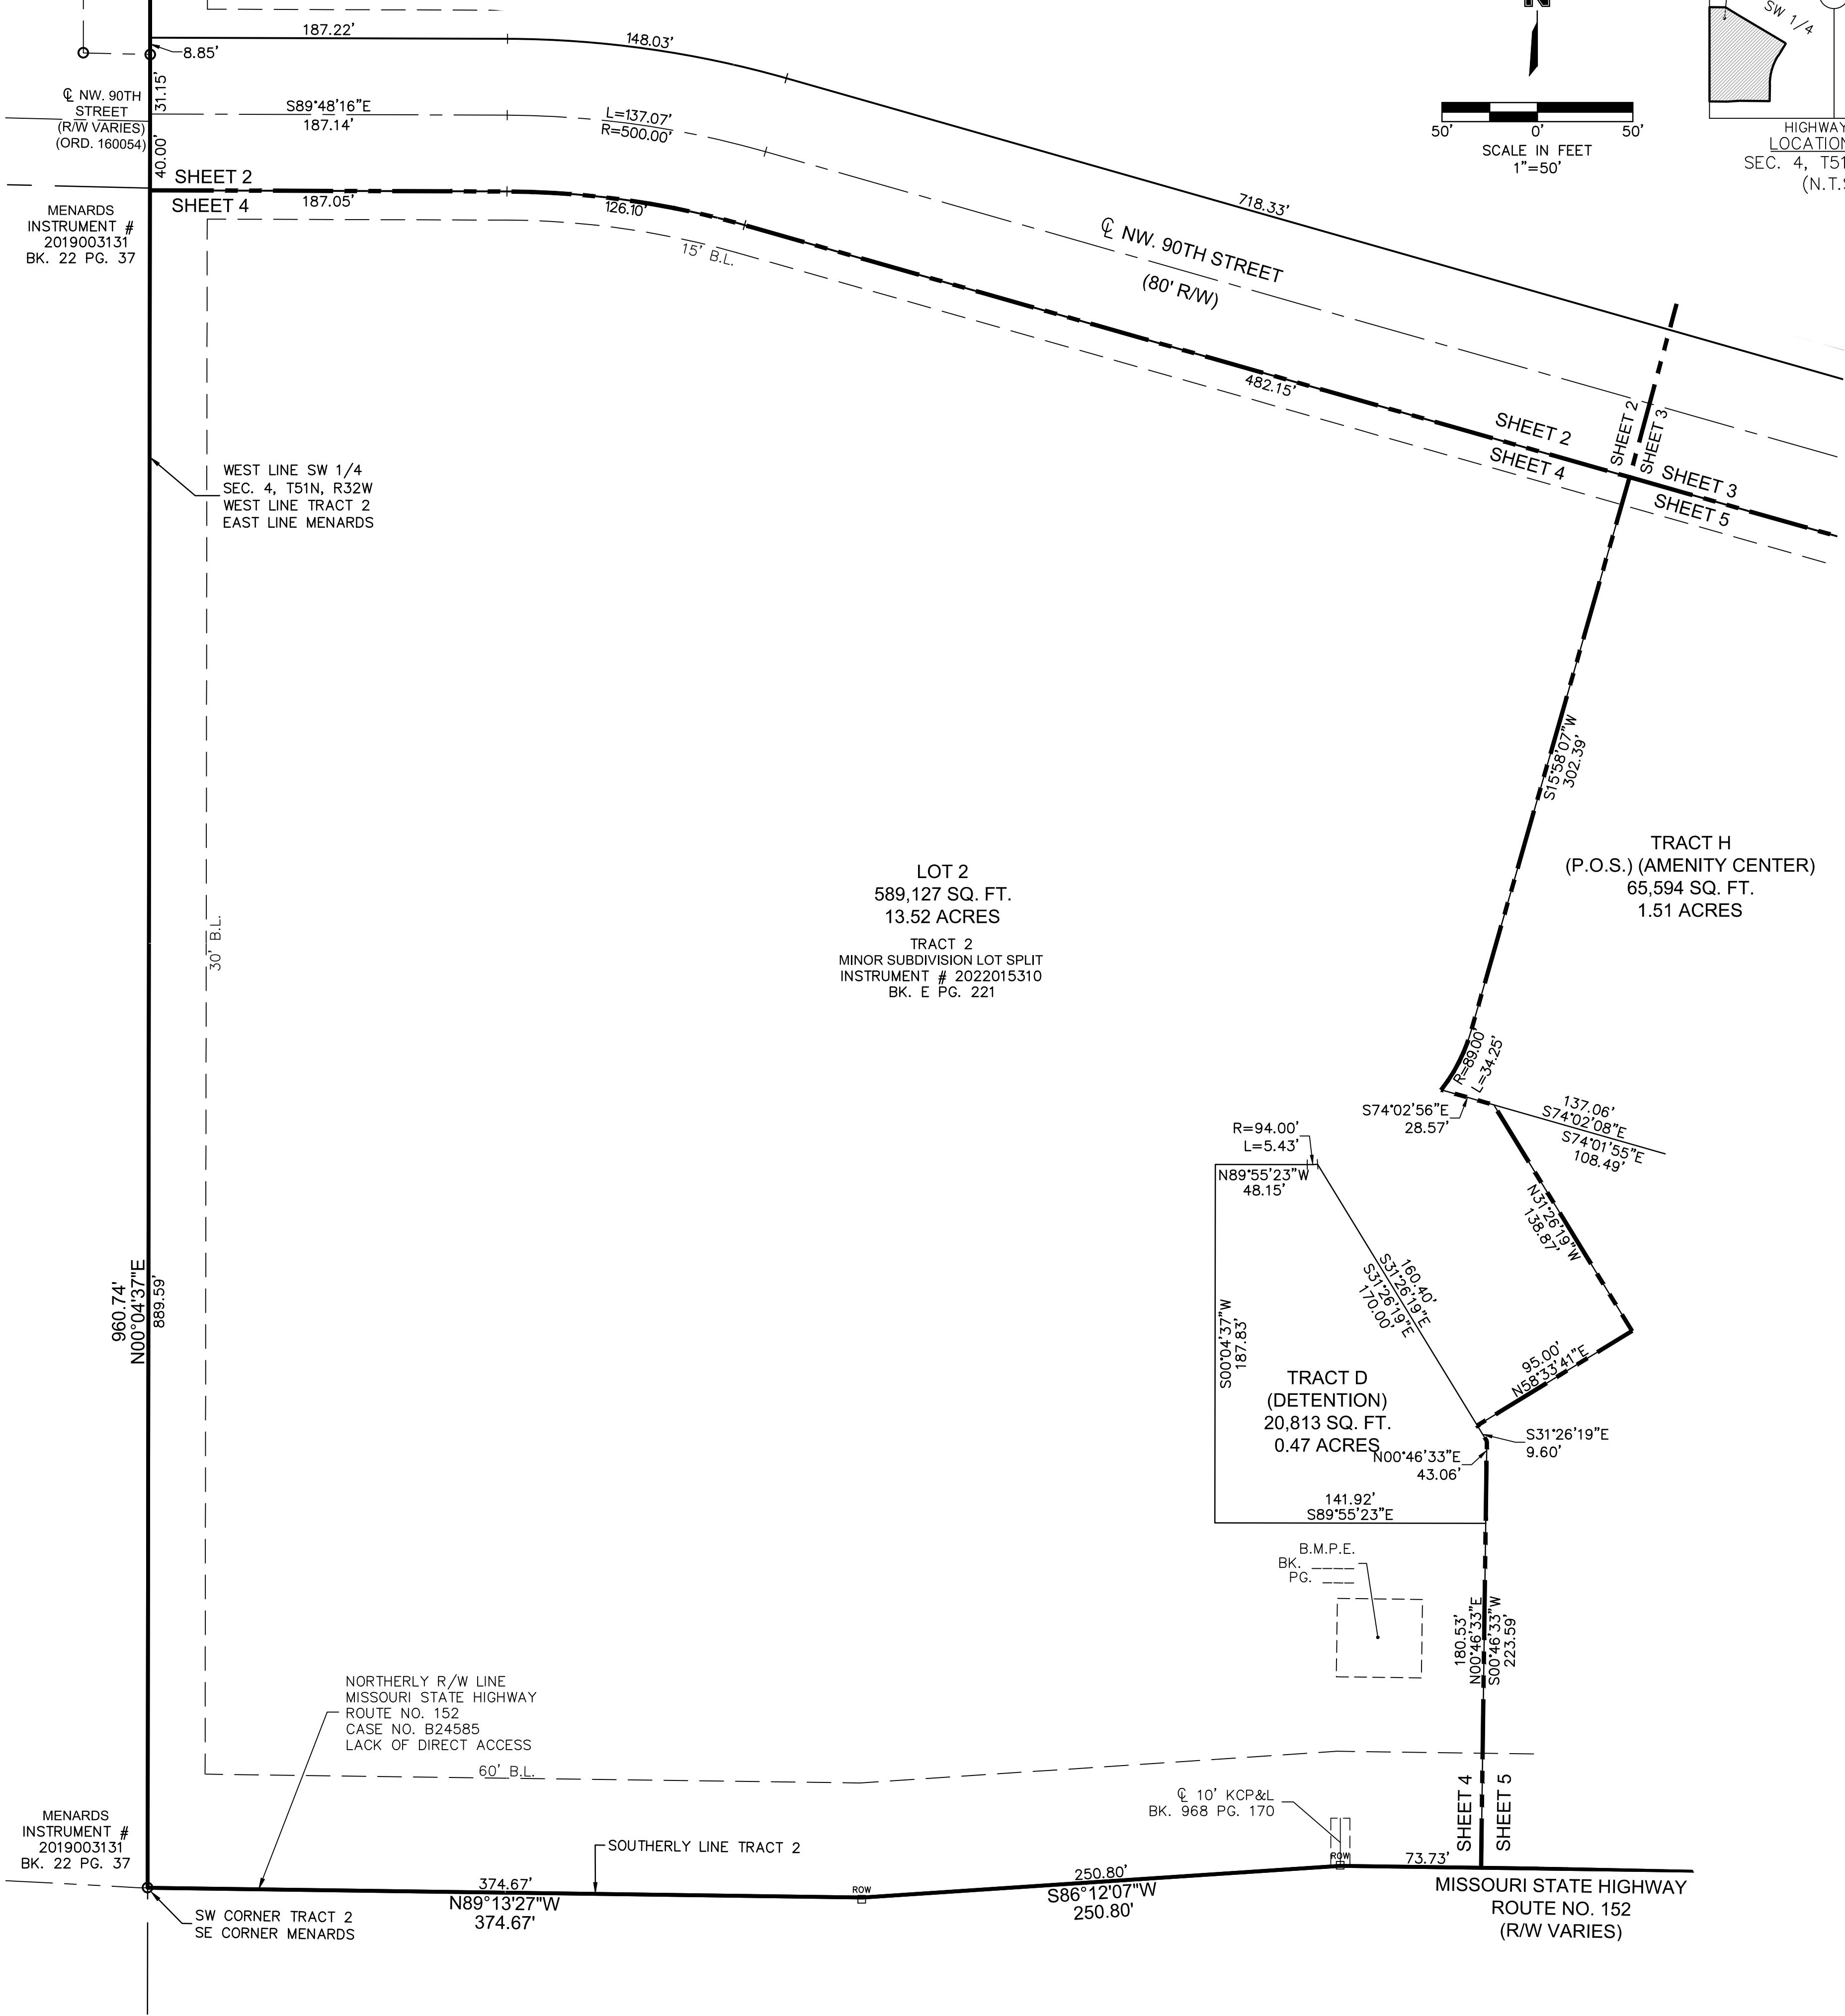 187.22'
148.03'
8.85'
31.15'
℄ NW. 90TH
STREET
(R/W VARIES)
(ORD. 160054)
40.00'
S89°48'16"E
187.14'
L=137.07'
R=500.00'
N
50'
0'
50'
SCALE IN FEET
1"=50'
SW 1/4
HIGHWAY
LOCATION
SEC. 4, T51
(N.T.S
SHEET 2
SHEET 4
187.05'
126.10'
15' B.L.
718.33'
℄ NW. 90TH STREET
(80' R/W)
482.15'
MENARDS
INSTRUMENT #
2019003131
BK. 22 PG. 37
SHEET 2
SHEET 4
SHEET 2
SHEET 3
SHEET 3
SHEET 5
WEST LINE SW 1/4
SEC. 4, T51N, R32W
WEST LINE TRACT 2
EAST LINE MENARDS
S15°58'07"W
302.39'
LOT 2
589,127 SQ. FT.
13.52 ACRES
TRACT 2
MINOR SUBDIVISION LOT SPLIT
INSTRUMENT # 2022015310
BK. E PG. 221
TRACT H
(P.O.S.) (AMENITY CENTER)
65,594 SQ. FT.
1.51 ACRES
30' B.L.
R=89.00'
L=34.25'
S74°02'56"E
28.57'
137.06'
S74°02'08"E
S74°01'55"E
108.49'
R=94.00'
L=5.43'
N89°55'23"W
48.15'
N31°26'19"W
138.87'
960.74'
N00°04'37"E
889.59'
S00°04'37"W
187.83'
160.40'
S31°26'19"E
S31°26'19"E
170.00'
TRACT D
(DETENTION)
20,813 SQ. FT.
0.47 ACRES
95.00'
N58°33'41"E
S31°26'19"E
9.60'
N00°46'33"E
43.06'
141.92'
S89°55'23"E
B.M.P.E.
BK. ____
PG. ___
180.53'
N00°46'33"E
S00°46'33"W
223.59'
NORTHERLY R/W LINE
MISSOURI STATE HIGHWAY
ROUTE NO. 152
CASE NO. B24585
LACK OF DIRECT ACCESS
60' B.L.
℄ 10' KCP&L
BK. 968 PG. 170
SHEET 4
SHEET 5
MENARDS
INSTRUMENT #
2019003131
BK. 22 PG. 37
SOUTHERLY LINE TRACT 2
374.67'
N89°13'27"W
374.67'
ROW
250.80'
S86°12'07"W
250.80'
ROW
73.73'
SW CORNER TRACT 2
SE CORNER MENARDS
MISSOURI STATE HIGHWAY
ROUTE NO. 152
(R/W VARIES)